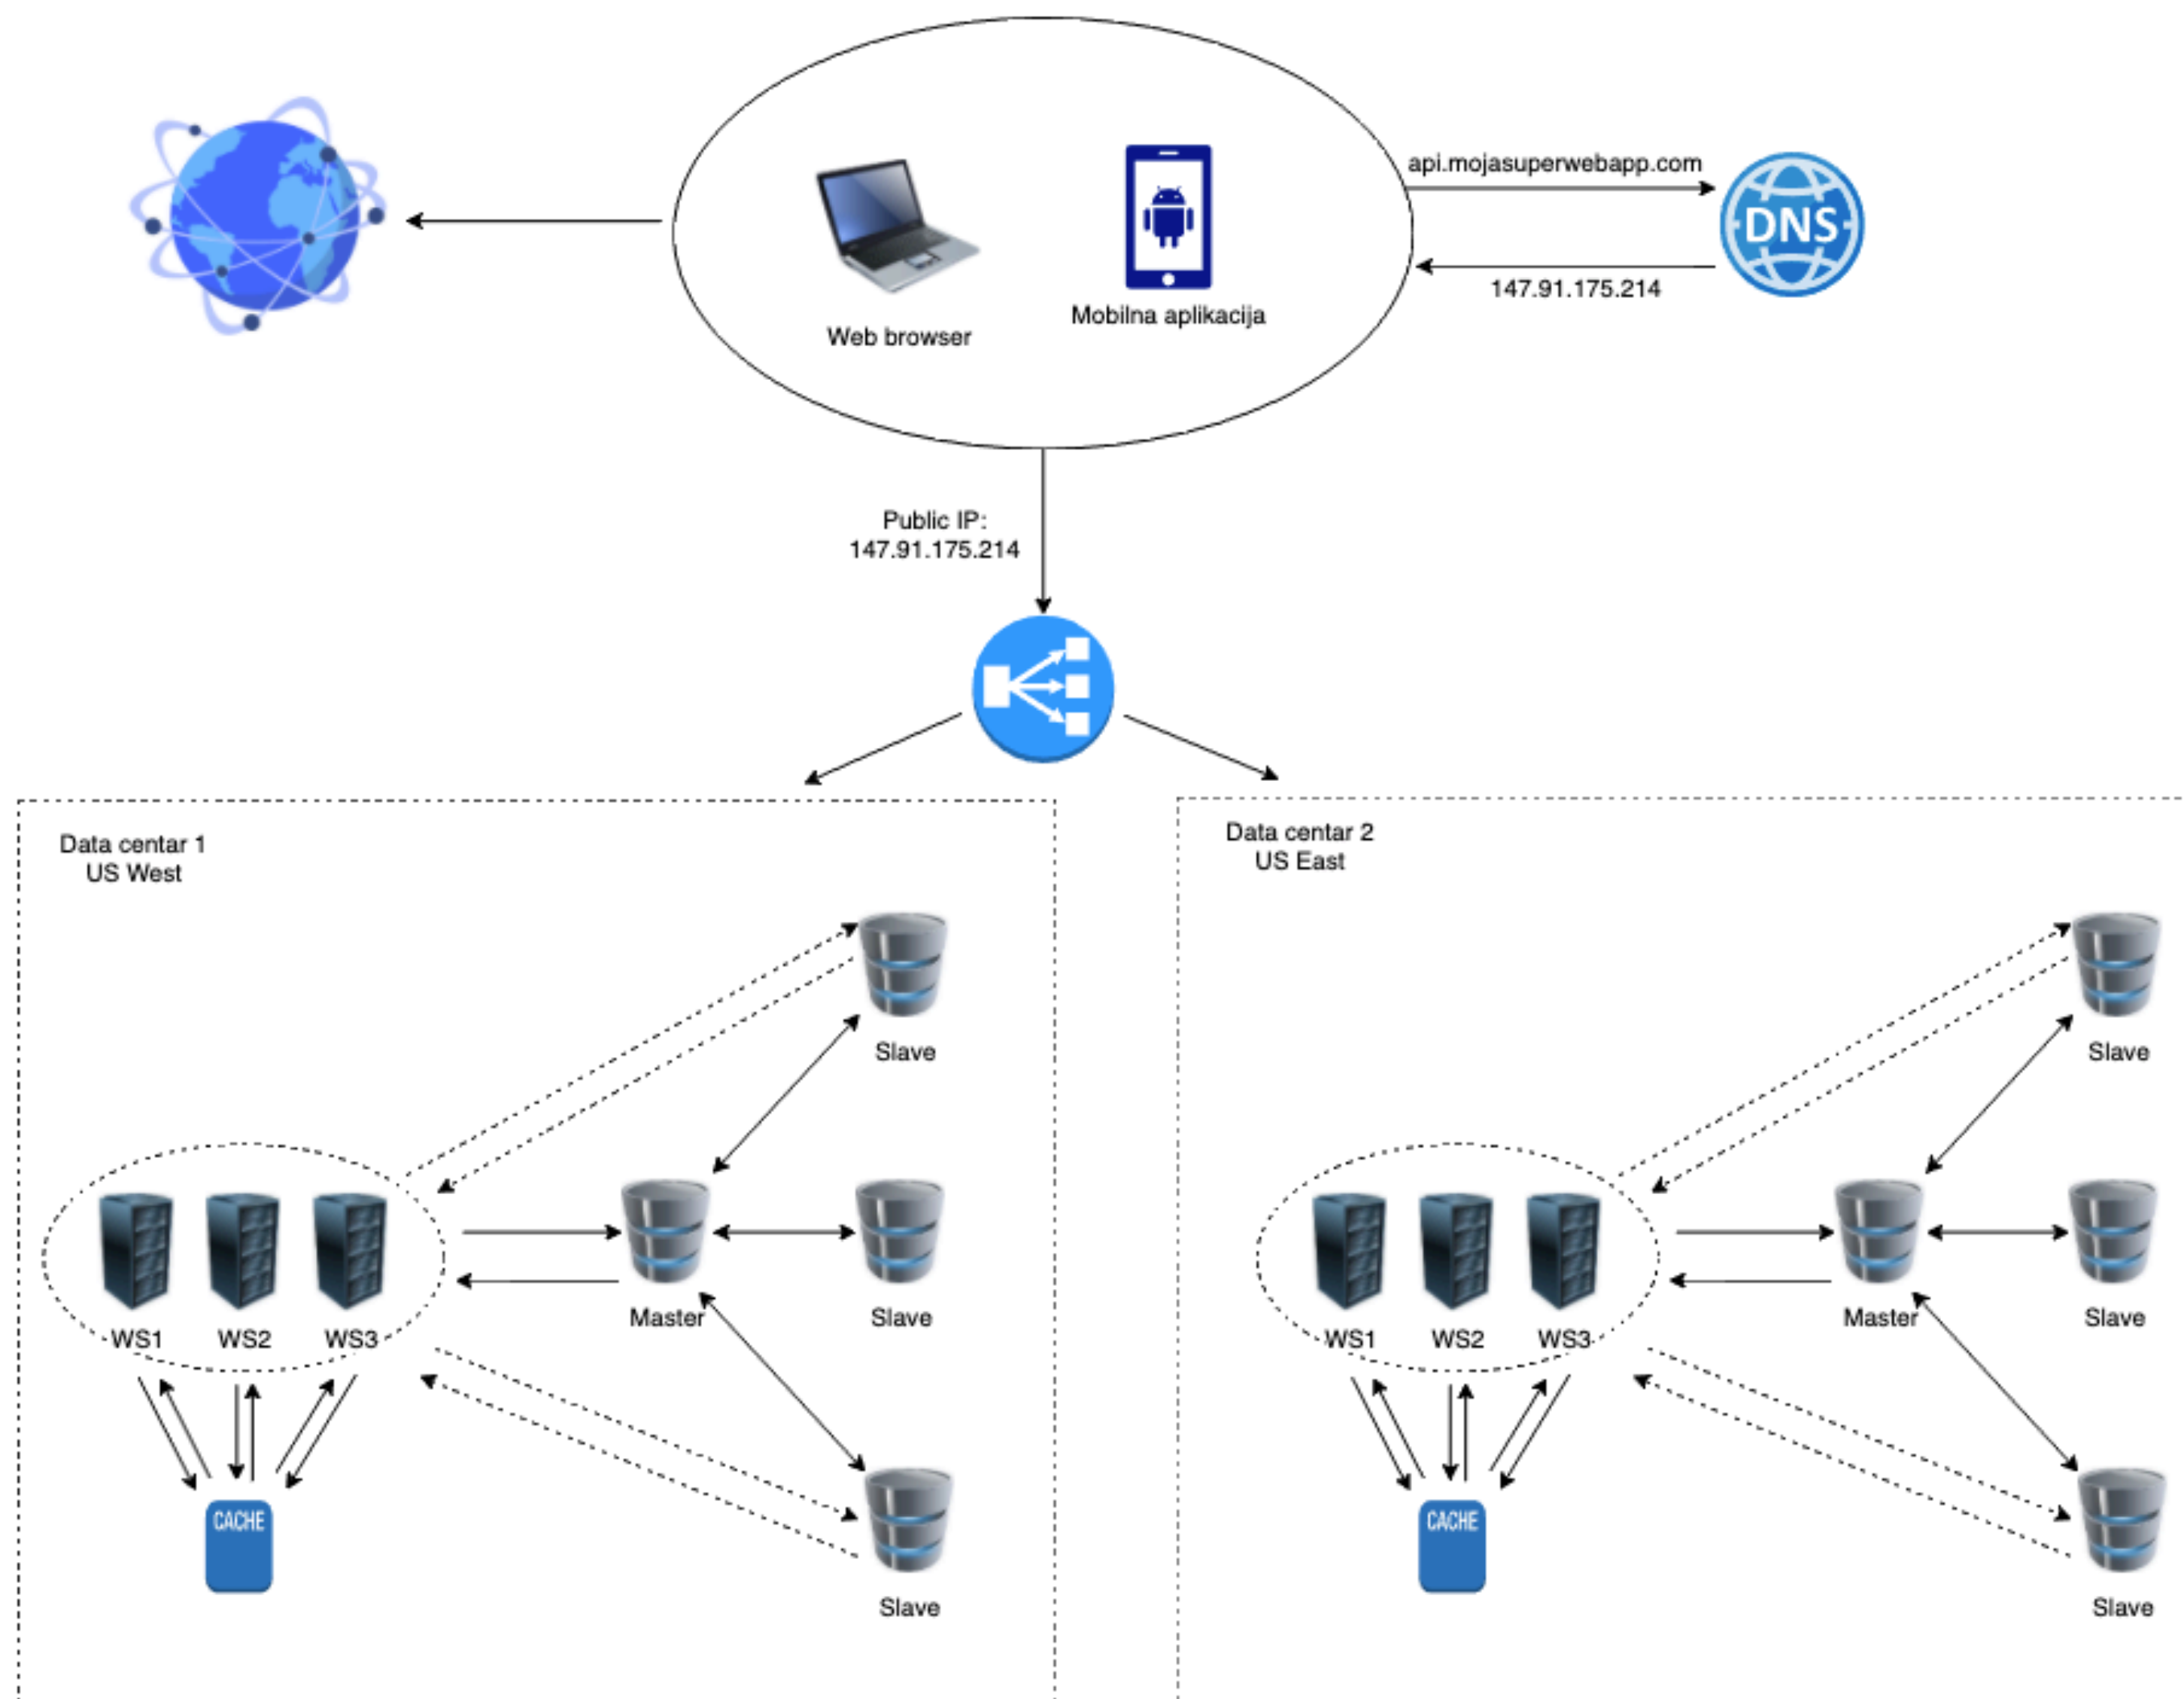 api.mojasuperwebapp.com
DNS
147.91.175.214
Mobilna aplikacija
Web browser
Public IP:
147.91.175.214
Data centar 1
US West
Slave
Master
Slave
WS1
WS2
WS3
CACHE
Slave
Data centar 2
US East
Slave
Master
Slave
WS1
WS2
WS3
CACHE
Slave